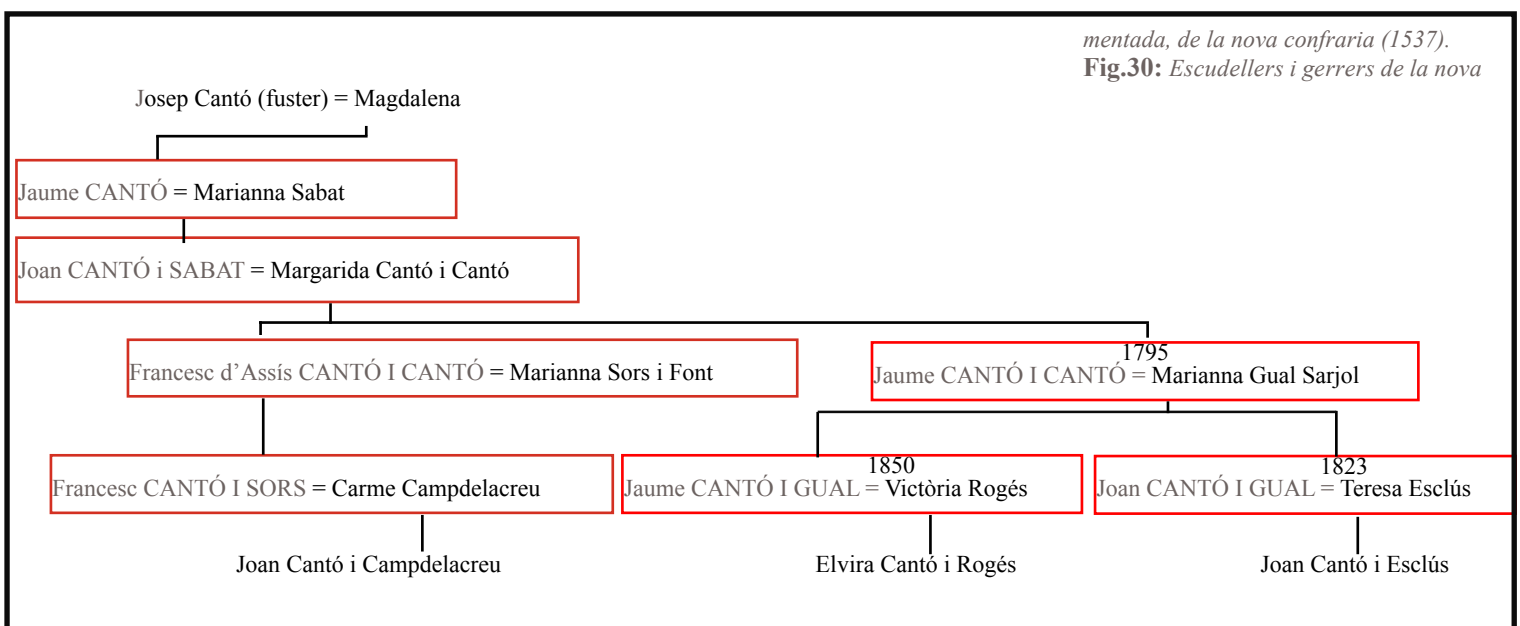 mentada, de la nova confraria (1537).
Fig.30: Escudellers i gerrers de la nova
Josep Cantó (fuster) = Magdalena
Jaume CANTÓ = Marianna Sabat
Joan CANTÓ i SABAT = Margarida Cantó i Cantó
1795
Francesc d’Assís CANTÓ I CANTÓ = Marianna Sors i Font
Jaume CANTÓ I CANTÓ = Marianna Gual Sarjol
1850
1823
Francesc CANTÓ I SORS = Carme Campdelacreu
Jaume CANTÓ I GUAL = Victòria Rogés
Joan CANTÓ I GUAL = Teresa Esclús
Joan Cantó i Campdelacreu
Elvira Cantó i Rogés
Joan Cantó i Esclús